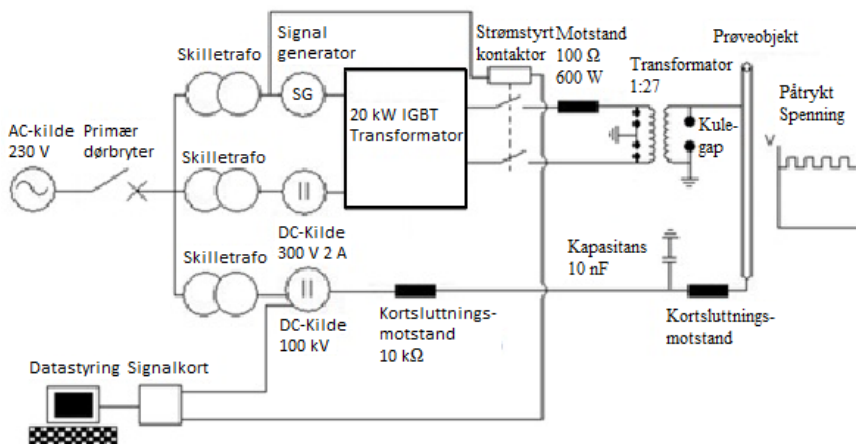 Skilletrafo
Signal
generator
Strømstyrt
kontaktor
Motstand
100 Ω
600 W
Prøveobjekt
Transformator
1:27
SG
20 kW IGBT
Transformator
Påtrykt
Spenning
AC-kilde
230 V
Primær
dørbryter
Kule-
gap
V
Skilletrafo
DC-Kilde
300 V 2 A
Kapasitans
10 nF
Skilletrafo
DC-Kilde
100 kV
Kortsluttnings-
motstand
10 kΩ
Kortsluttnings-
motstand
Datastyring
Signalkort